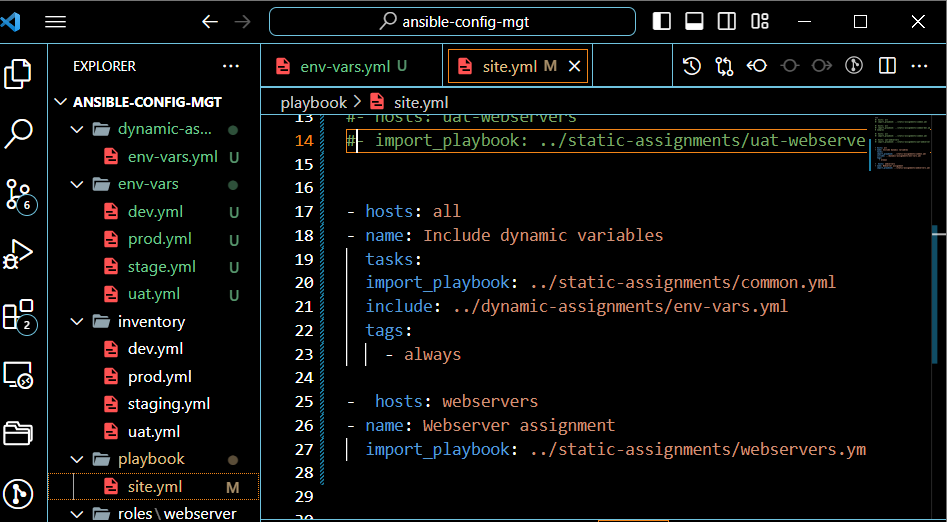 ansible-config-mgt
EXPLORER
ANSIBLE-CONFIG-MGT
dynamic-as...
env-vars.yml U
env-vars
dev.yml U
prod.yml U
stage.yml U
uat.yml U
inventory
dev.yml
prod.yml
staging.yml
uat.yml
playbook
site.yml M
roles\webserver
6
2
env-vars.yml U
site.yml M
playbook > site.yml
13 #- hosts: uat-webservers
14 #- import_playbook: ../static-assignments/uat-webserve
15
16
17 - hosts: all
18 - name: Include dynamic variables
19 tasks:
20 import_playbook: ../static-assignments/common.yml
21 include: ../dynamic-assignments/env-vars.yml
22 tags:
23 - always
24
25 - hosts: webservers
26 - name: Webserver assignment
27 import_playbook: ../static-assignments/webservers.ym
28
29
30